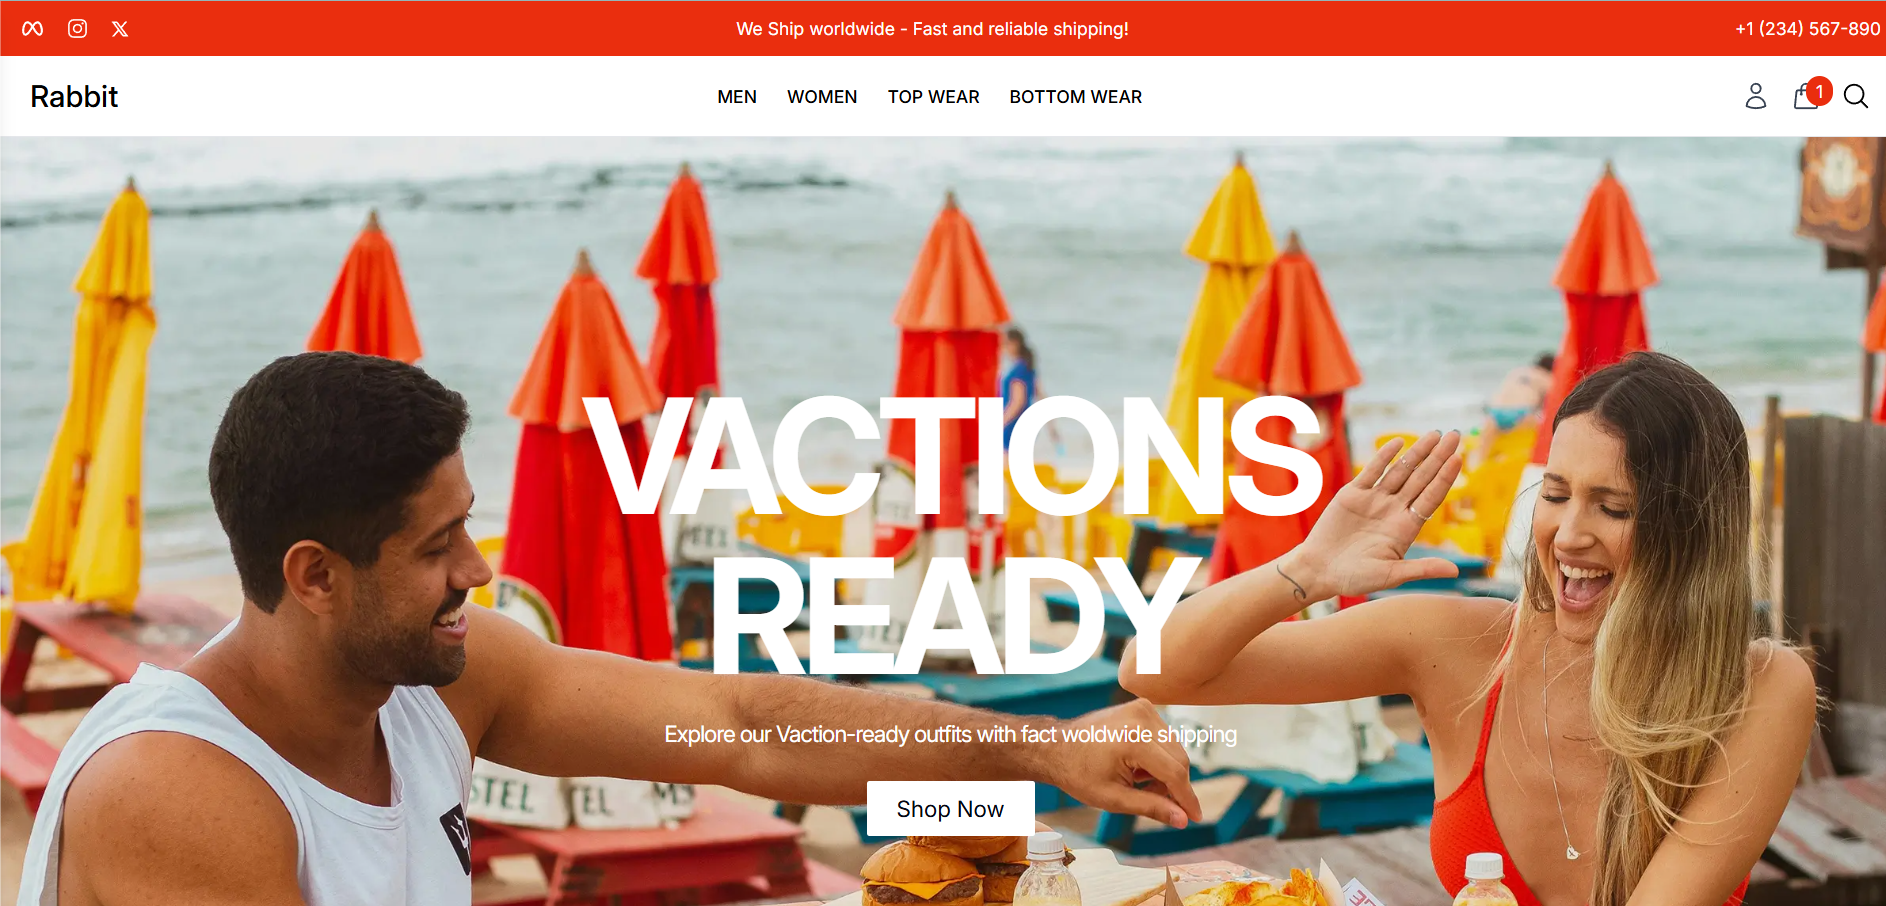 We Ship worldwide - Fast and reliable shipping!
+1 (234) 567-890
Rabbit
MEN WOMEN TOP WEAR BOTTOM WEAR
1
VACTIONS
READY
Explore our Vaction-ready outfits with fact woldwide shipping
STEL
Shop Now